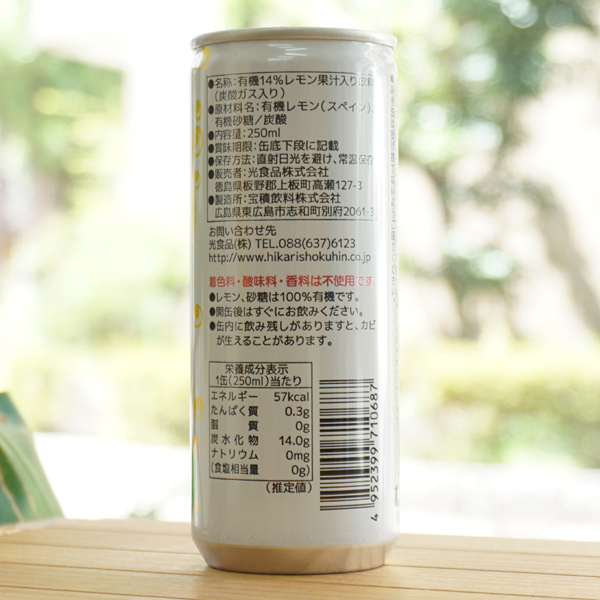 ●名称:有機14%レモン果汁入り飲料
(炭酸ガス入り)
●原材料名:有機レモン(スペイン)、
有機砂糖/炭酸
●内容量:250ml
●賞味期限:缶底下段に記載
●保存方法:直射日光を避け、常温保存
●販売者:光食品株式会社
徳島県板野郡上板町高瀬127-3
●製造所:宝積飲料株式会社
広島県東広島市志和町別府2061-3
お問い合わせ先
光食品(株) TEL.088(637)6123
http://www.hikarishokuhin.co.jp
着色料・酸味料・香料は不使用です。
●レモン、砂糖は100%有機です。
●開缶後はすぐにお飲みください。
●缶内に飲み残しがありますと、カビ
が生えることがあります。
栄養成分表示
1缶(250ml)当たり
エネルギー 57kcal
たんぱく質 0.3g
脂質 0g
炭水化物 14.0g
ナトリウム 0mg
(食塩相当量 0g)
(推定値)
4 952399 710687